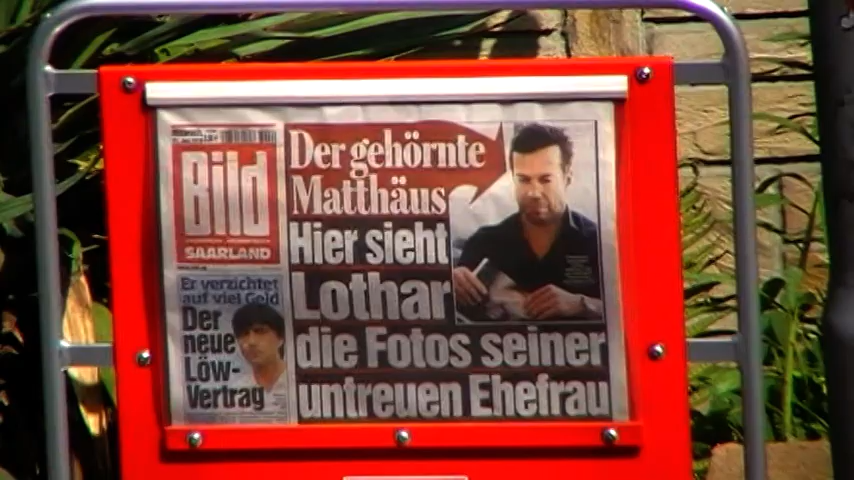 Bild
SAARLAND
Der gehörnte
Matthäus
Hier sieht
Lothar
die Fotos seiner
untreuen Ehefrau
Er verzichtet
auf viel Geld
Der
neue
Löw-
Vertrag